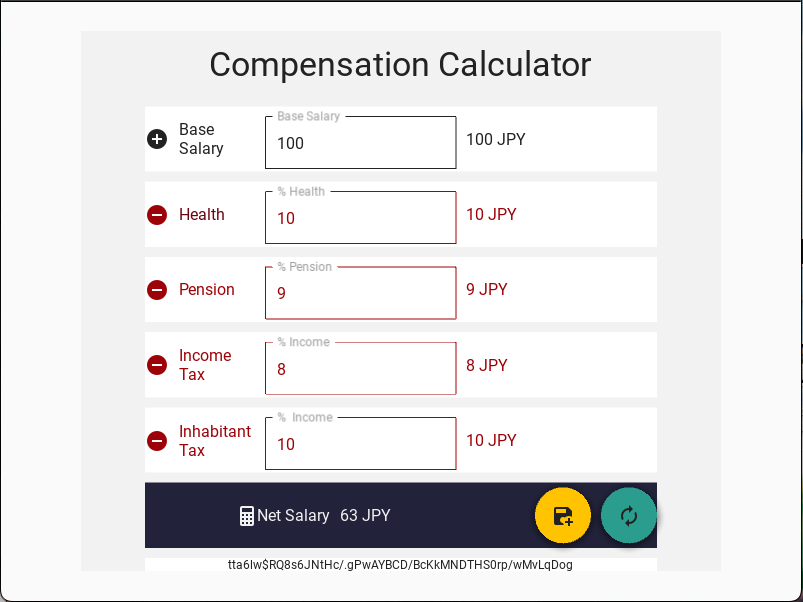 Compensation Calculator
Base Salary
Base
Salary
100
100 JPY
% Health
Health
10
10 JPY
% Pension
Pension
9
9 JPY
% Income
Income
Tax
8
8 JPY
% Income
Inhabitant
Tax
10
10 JPY
Net Salary 63 JPY
tta6Iw$RQ8s6JNtHc/.gPwAYBCD/BcKkMNDTHS0rp/wMvLqDog